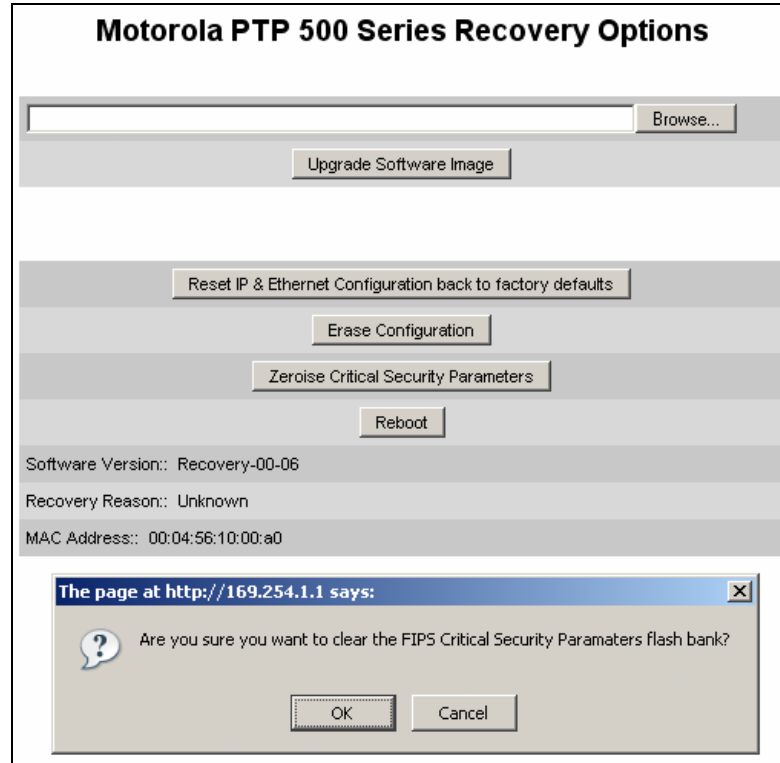 Motorola PTP 500 Series Recovery Options
Browse...
Upgrade Software Image
Reset IP & Ethernet Configuration back to factory defaults
Erase Configuration
Zeroise Critical Security Parameters
Reboot
Software Version:: Recovery-00-06
Recovery Reason:: Unknown
MAC Address:: 00:04:56:10:00:a0
The page at http://169.254.1.1 says:
Are you sure you want to clear the FIPS Critical Security Paramaters flash bank?
OK Cancel